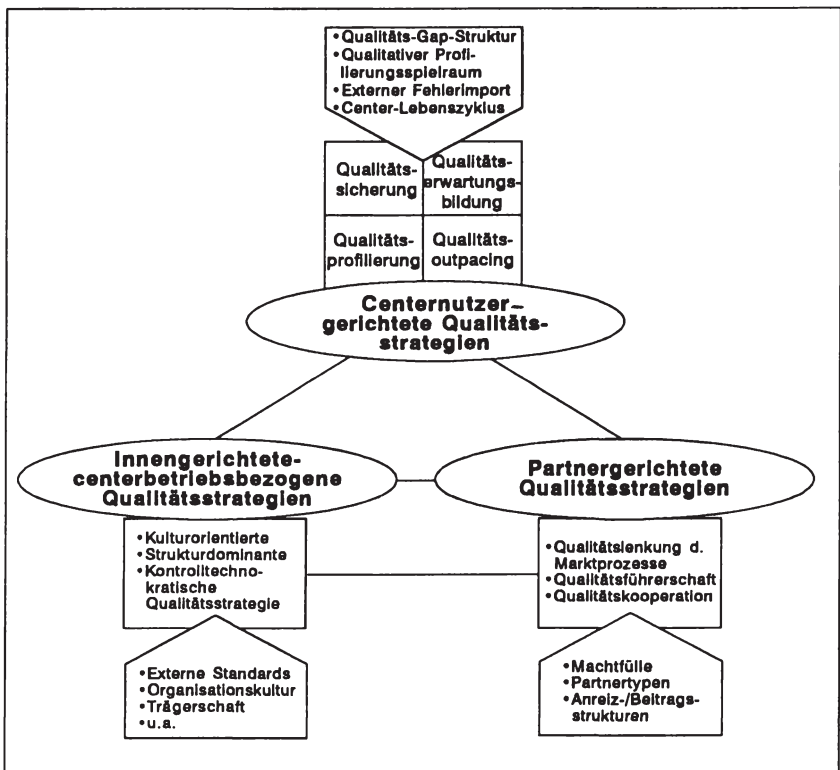 •Qualitäts-Gap-Struktur
•Qualitativer Profi-
lierungsspielraum
•Externer Fehlerimport
•Center-Lebenszyklus
Qualitäts-
sicherung
Qualitäts-
erwartungs-
bildung
Qualitäts-
profilierung
Qualitäts-
outpacing
Centernutzer-
gerichtete Qualitäts-
strategien
Innengerichtete-
centerbetriebsbezogene
Qualitätsstrategien
Partnergerichtete
Qualitätsstrategien
•Kulturorientierte
•Strukturdominante
•Kontrolltechno-
kratische
Qualitätsstrategie
•Qualitätslenkung d.
Marktprozesse
•Qualitätsführerschaft
•Qualitätskooperation
•Externe Standards
•Organisationskultur
•Trägerschaft
•u.a.
•Machtfülle
•Partnertypen
•Anreiz-/Beitrags-
strukturen